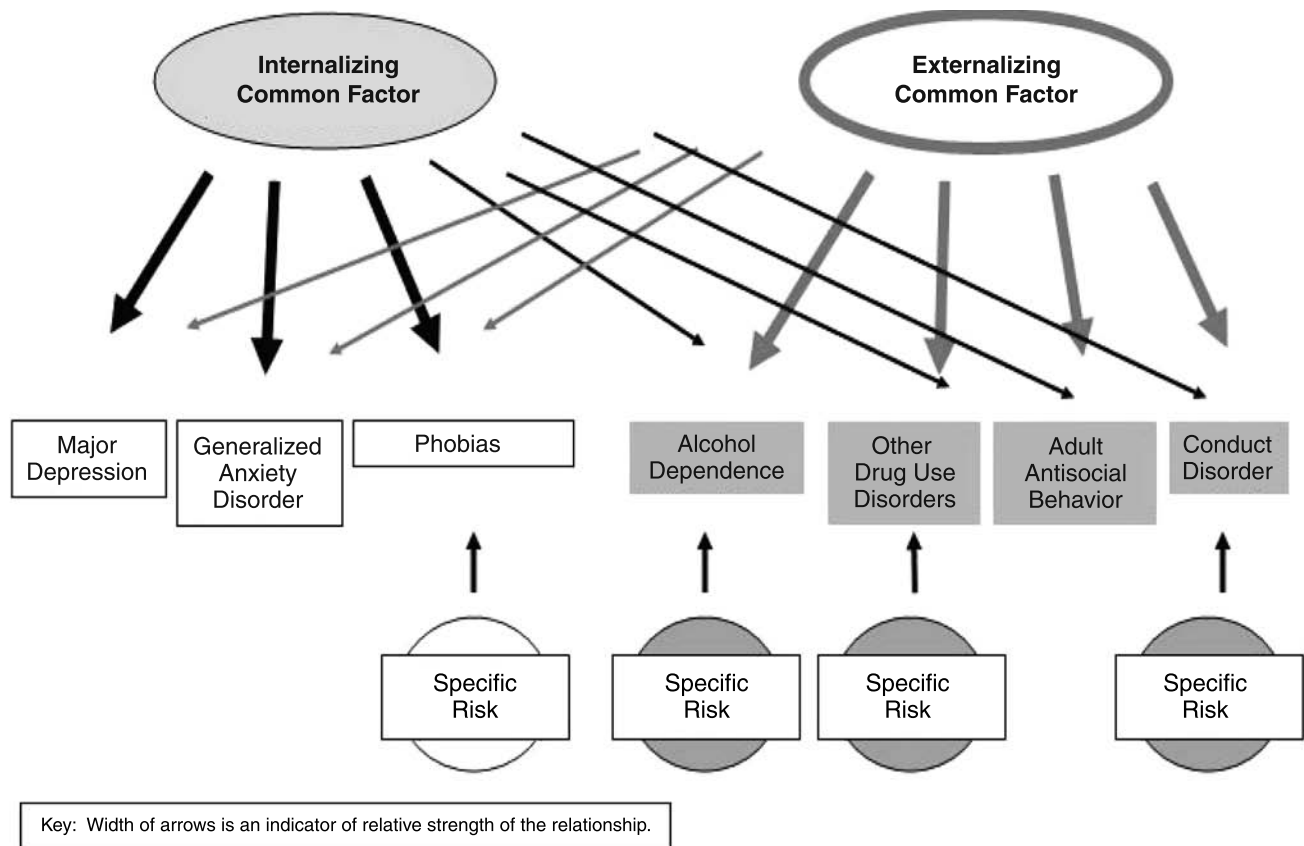 Internalizing
Common Factor
Externalizing
Common Factor
Major
Depression
Generalized
Anxiety
Disorder
Phobias
Alcohol
Dependence
Other
Drug Use
Disorders
Adult
Antisocial
Behavior
Conduct
Disorder
Specific
Risk
Specific
Risk
Specific
Risk
Specific
Risk
Key: Width of arrows is an indicator of relative strength of the relationship.